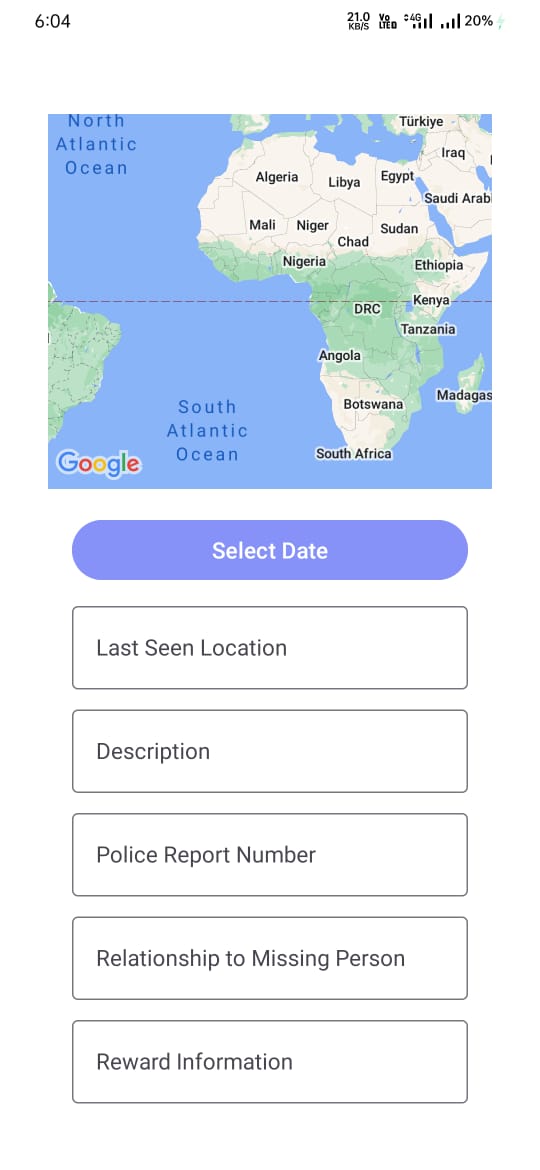 6:04
21.0 KB/S Vo LTE 4G 20%
North
Atlantic
Ocean
Türkiye
Iraq
Algeria
Libya
Egypt
Saudi Arab
Mali
Niger
Sudan
Chad
Nigeria
Ethiopia
DRC
Kenya
Tanzania
Angola
Madagas
Botswana
South
Atlantic
Ocean
South Africa
Google
Select Date
Last Seen Location
Description
Police Report Number
Relationship to Missing Person
Reward Information